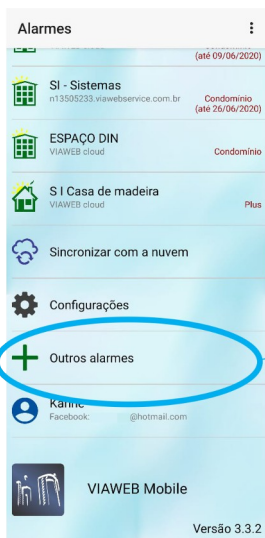 Alarmes
(até 09/06/2020)
SI - Sistemas
n13505233.viawebservice.com.br
Condomínio
(até 26/06/2020)
ESPAÇO DIN
VIAWEB cloud
Condomínio
S I Casa de madeira
VIAWEB cloud
Plus
Sincronizar com a nuvem
Configurações
Outros alarmes
Facebook: @hotmail.com
VIAWEB Mobile
Versão 3.3.2